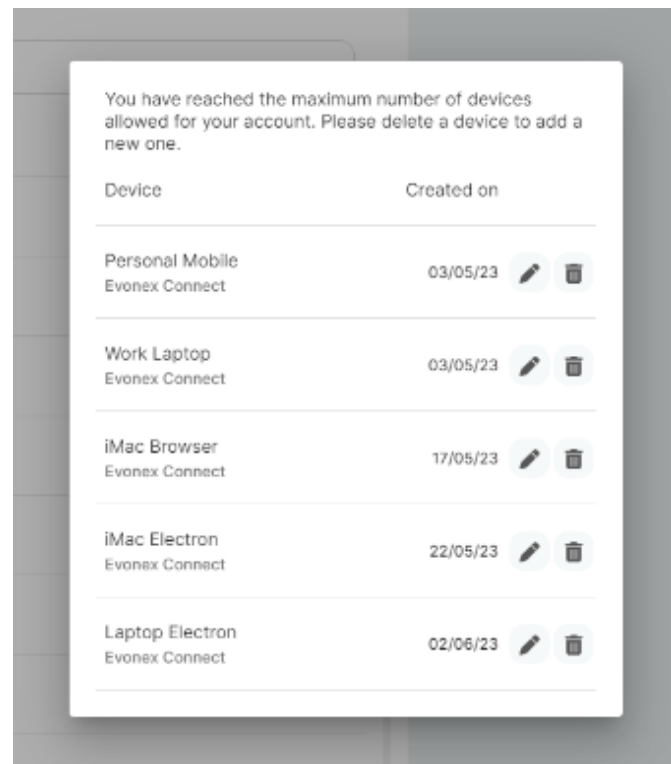 You have reached the maximum number of devices
allowed for your account. Please delete a device to add a
new one.
Device Created on
Personal Mobile
Evonex Connect
03/05/23
Work Laptop
Evonex Connect
03/05/23
iMac Browser
Evonex Connect
17/05/23
iMac Electron
Evonex Connect
22/05/23
Laptop Electron
Evonex Connect
02/06/23